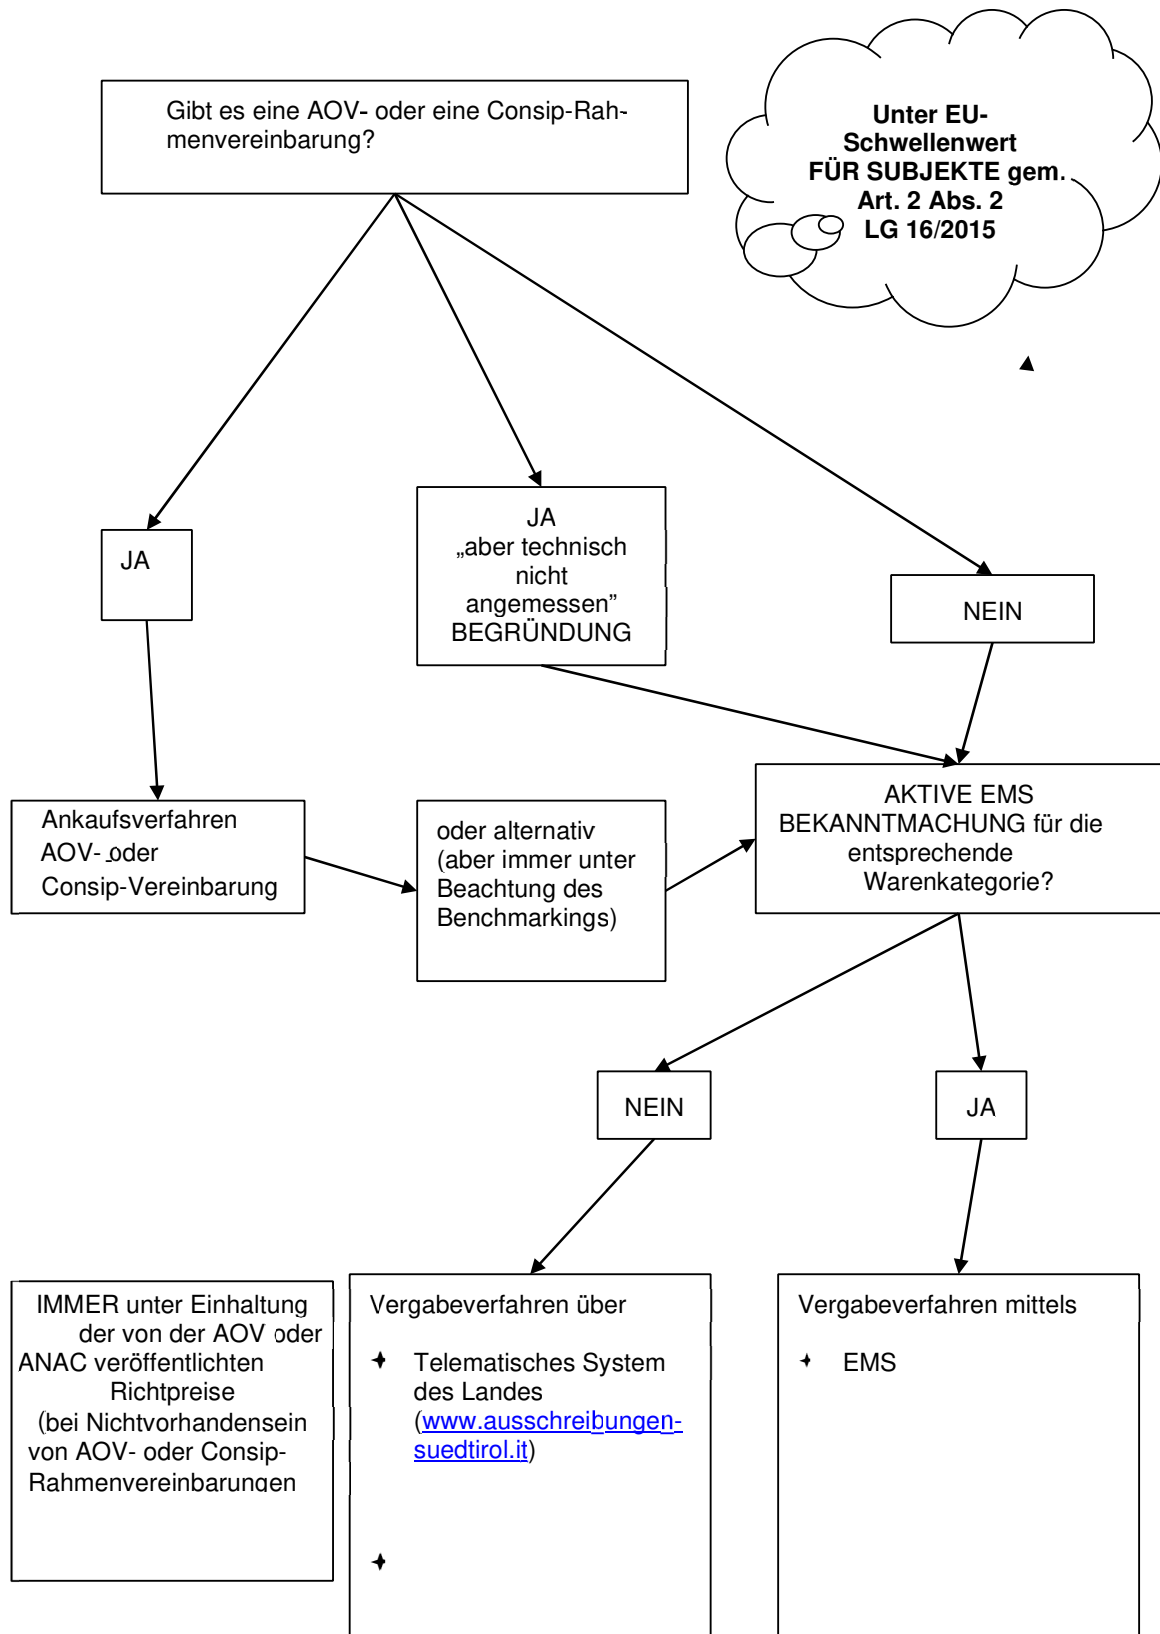 Gibt es eine AOV- oder eine Consip-Rah-
menvereinbarung?
Unter EU-
Schwellenwert
FÜR SUBJEKTE gem.
Art. 2 Abs. 2
LG 16/2015
JA
JA
„aber technisch
nicht
angemessen”
BEGRÜNDUNG
NEIN
Ankaufsverfahren
AOV- oder
Consip-Vereinbarung
oder alternativ
(aber immer unter
Beachtung des
Benchmarkings)
AKTIVE EMS
BEKANNTMACHUNG für die
entsprechende
Warenkategorie?
NEIN
JA
IMMER unter Einhaltung
der von der AOV oder
ANAC veröffentlichten
Richtpreise
(bei Nichtvorhandensein
von AOV- oder Consip-
Rahmenvereinbarungen
Vergabeverfahren über
Telematisches System
des Landes
(www.ausschreibungen-
suedtirol.it)
Vergabeverfahren mittels
EMS